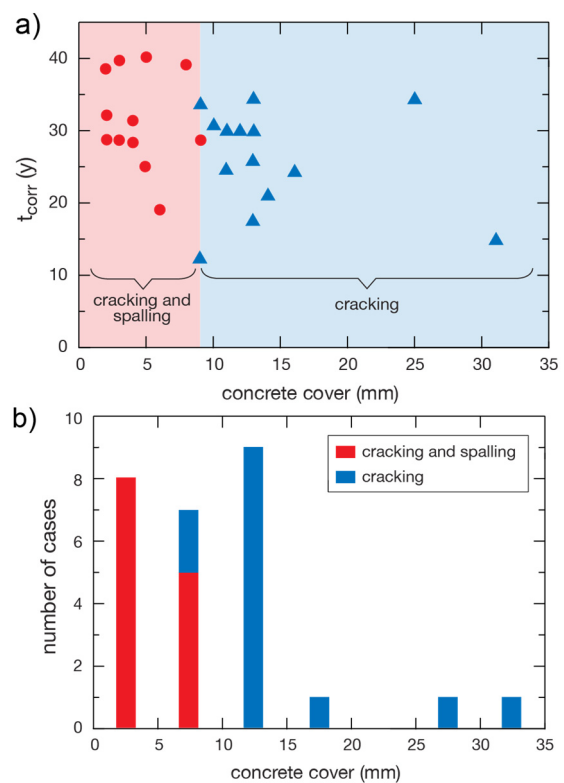 a)
40
30
20
10
0
t_corr (y)
cracking and
spalling
cracking
0 5 10 15 20 25 30 35
concrete cover (mm)
b)
10
8
6
4
2
0
number of cases
cracking and spalling
cracking
0 5 10 15 20 25 30 35
concrete cover (mm)